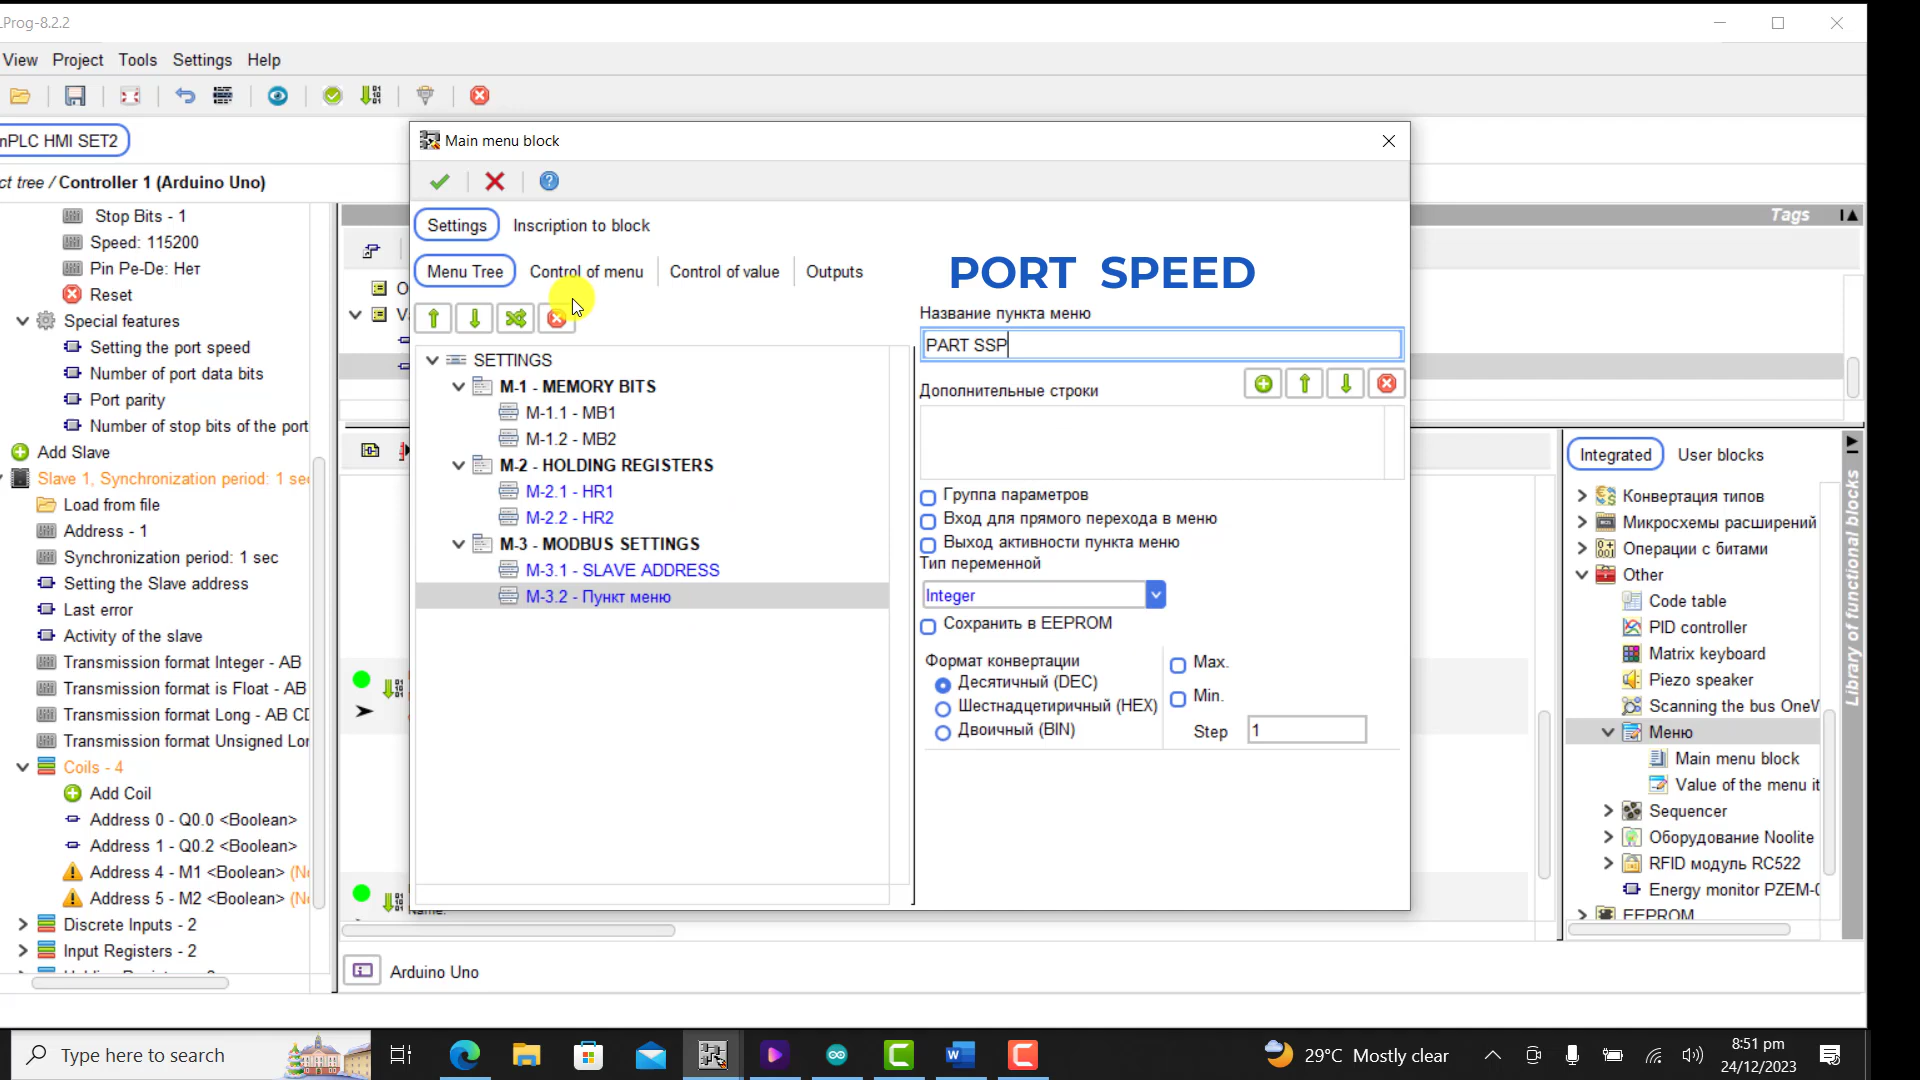 LProg-8.2.2
View Project Tools Settings Help
nPLC HMI SET2
ct tree / Controller 1 (Arduino Uno)
Stop Bits - 1
Speed: 115200
Pin Pe-De: Нет
Reset
Special features
Setting the port speed
Number of port data bits
Port parity
Number of stop bits of the port
Add Slave
Slave 1, Synchronization period: 1 se
Load from file
Address - 1
Synchronization period: 1 sec
Setting the Slave address
Last error
Activity of the slave
Transmission format Integer - AB
Transmission format is Float - AB
Transmission format Long - AB CD
Transmission format Unsigned Lon
Coils - 4
Add Coil
Address 0 - Q0.0 <Boolean>
Address 1 - Q0.2 <Boolean>
Address 4 - M1 <Boolean> (No
Address 5 - M2 <Boolean> (No
Discrete Inputs - 2
Input Registers - 2
Main menu block
Settings Inscription to block
Menu Tree Control of menu Control of value Outputs
SETTINGS
M-1 - MEMORY BITS
M-1.1 - MB1
M-1.2 - MB2
M-2 - HOLDING REGISTERS
M-2.1 - HR1
M-2.2 - HR2
M-3 - MODBUS SETTINGS
M-3.1 - SLAVE ADDRESS
M-3.2 - Пункт меню
PORT SPEED
Название пункта меню
PART SSP
Дополнительные строки
Группа параметров
Вход для прямого перехода в меню
Выход активности пункта меню
Тип переменной
Integer
Сохранить в EEPROM
Формат конвертации
Десятичный (DEC)
Шестнадцетиричный (HEX)
Двоичный (BIN)
Max.
Min.
Step 1
Tags
Integrated User blocks
Конвертация типов
Микросхемы расширений
Операции с битами
Other
Code table
PID controller
Matrix keyboard
Piezo speaker
Scanning the bus OneW
Меню
Main menu block
Value of the menu it
Sequencer
Оборудование Noolite
RFID модуль RC522
Energy monitor PZEM-0
EEPROM
Library of functional blocks
Arduino Uno
Type here to search
29°C Mostly clear
8:51 pm
24/12/2023